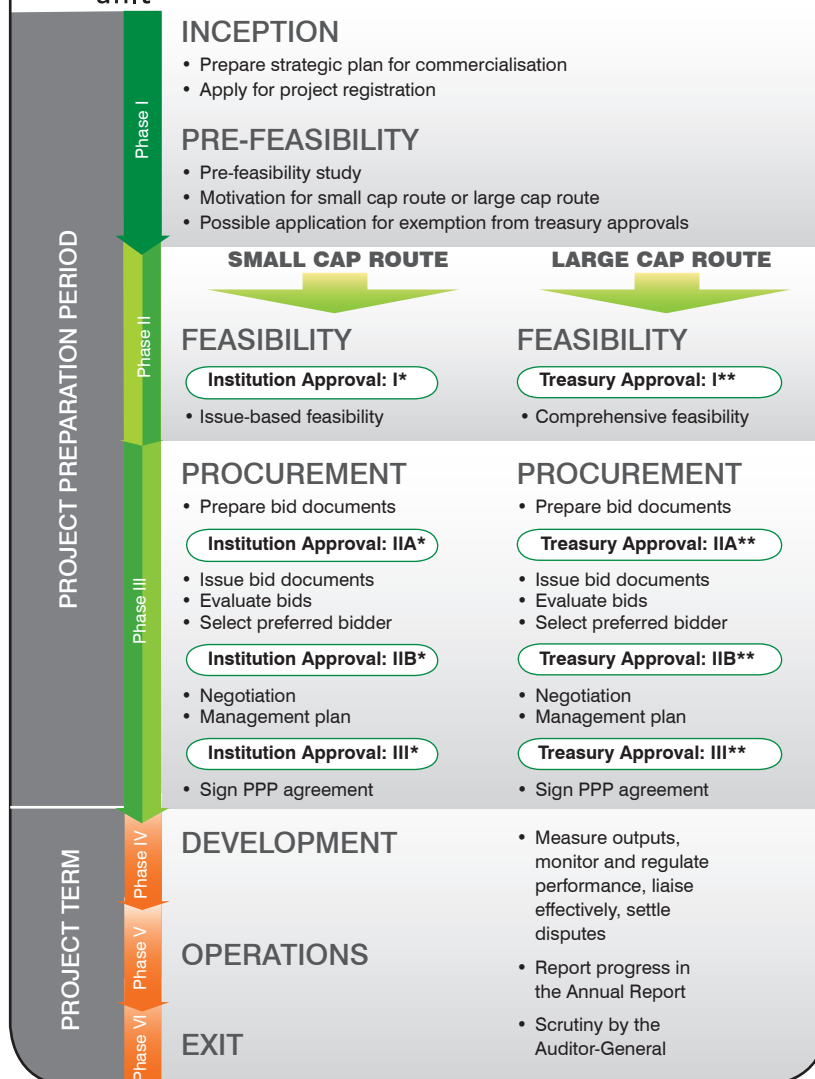 unit
INCEPTION
• Prepare strategic plan for commercialisation
• Apply for project registration
PRE-FEASIBILITY
• Pre-feasibility study
• Motivation for small cap route or large cap route
• Possible application for exemption from treasury approvals
Phase I
PROJECT PREPARATION PERIOD
SMALL CAP ROUTE
FEASIBILITY
Institution Approval: I*
• Issue-based feasibility
LARGE CAP ROUTE
FEASIBILITY
Treasury Approval: I**
• Comprehensive feasibility
Phase II
PROCUREMENT
• Prepare bid documents
Institution Approval: IIA*
• Issue bid documents
• Evaluate bids
• Select preferred bidder
Institution Approval: IIB*
• Negotiation
• Management plan
Institution Approval: III*
• Sign PPP agreement
PROCUREMENT
• Prepare bid documents
Treasury Approval: IIA**
• Issue bid documents
• Evaluate bids
• Select preferred bidder
Treasury Approval: IIB**
• Negotiation
• Management plan
Treasury Approval: III**
• Sign PPP agreement
Phase III
PROJECT TERM
Phase IV
DEVELOPMENT
Phase V
OPERATIONS
Phase VI
EXIT
• Measure outputs,
monitor and regulate
performance, liaise
effectively, settle
disputes
• Report progress in
the Annual Report
• Scrutiny by the
Auditor-General